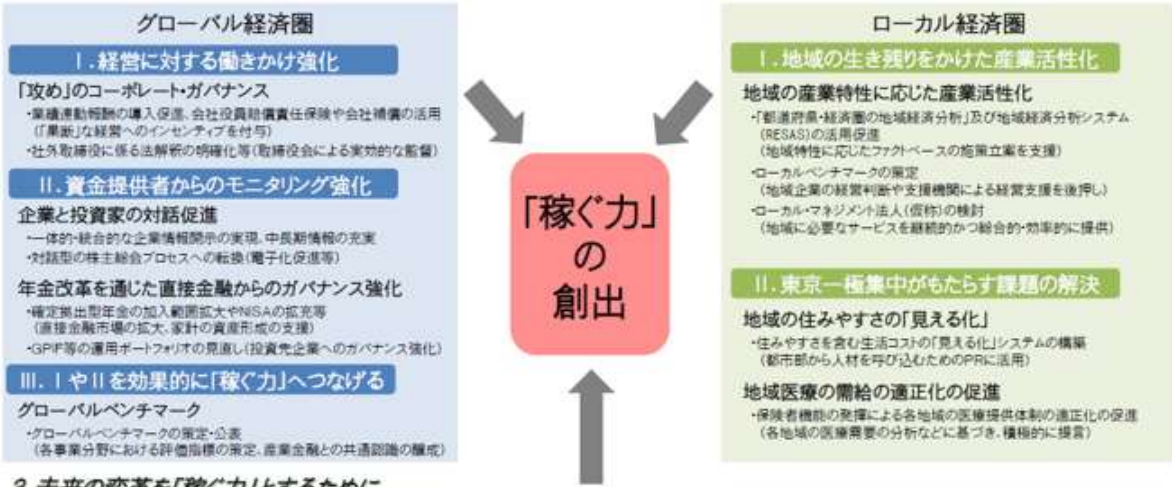 グローバル経済圏
Ⅰ.経営に対する働きかけ強化
「攻め」のコーポレート・ガバナンス
・業績連動報酬の導入促進、会社役員賠償責任保険や会社補償の活用
(「果断」な経営へのインセンティブを付与)
・社外取締役に係る法解釈の明確化等(取締役会による実効的な監督)
Ⅱ.資金提供者からのモニタリング強化
企業と投資家の対話促進
・一体的・統合的な企業情報開示の実現、中長期情報の充実
・対話型の株主総会プロセスへの転換(電子化促進等)
年金改革を通じた直接金融からのガバナンス強化
・確定拠出型年金の加入範囲拡大やNISAの拡充等
(直接金融市場の拡大、家計の資産形成の支援)
・GPIF等の運用ポートフォリオの見直し(投資先企業へのガバナンス強化)
Ⅲ.ⅠやⅡを効果的に「稼ぐ力」へつなげる
グローバルベンチマーク
・グローバルベンチマークの策定・公表
(各事業分野における評価指標の策定、産業金融との共通認識の醸成)
「稼ぐ力」
の
創出
ローカル経済圏
Ⅰ.地域の生き残りをかけた産業活性化
地域の産業特性に応じた産業活性化
・「都道府県・経済圏の地域経済分析」及び地域経済分析システム
(RESAS)の活用促進
(地域特性に応じたファクトベースの施策立案を支援)
・ローカルベンチマークの策定
(地域企業の経営判断や支援機関による経営支援を後押し)
・ローカル・マネジメント法人(仮称)の検討
(地域に必要なサービスを継続的かつ総合的・効率的に提供)
Ⅱ.東京一極集中がもたらす課題の解決
地域の住みやすさの「見える化」
・住みやすさを含む生活コストの「見える化」システムの構築
(都市部から人材を呼び込むためのPRに活用)
地域医療の需給の適正化の促進
・保険者機能の発揮による各地域の医療提供体制の適正化の促進
(各地域の医療需要の分析などに基づき、積極的に提言)
2.未来の変革を「稼ぐ力」とするために